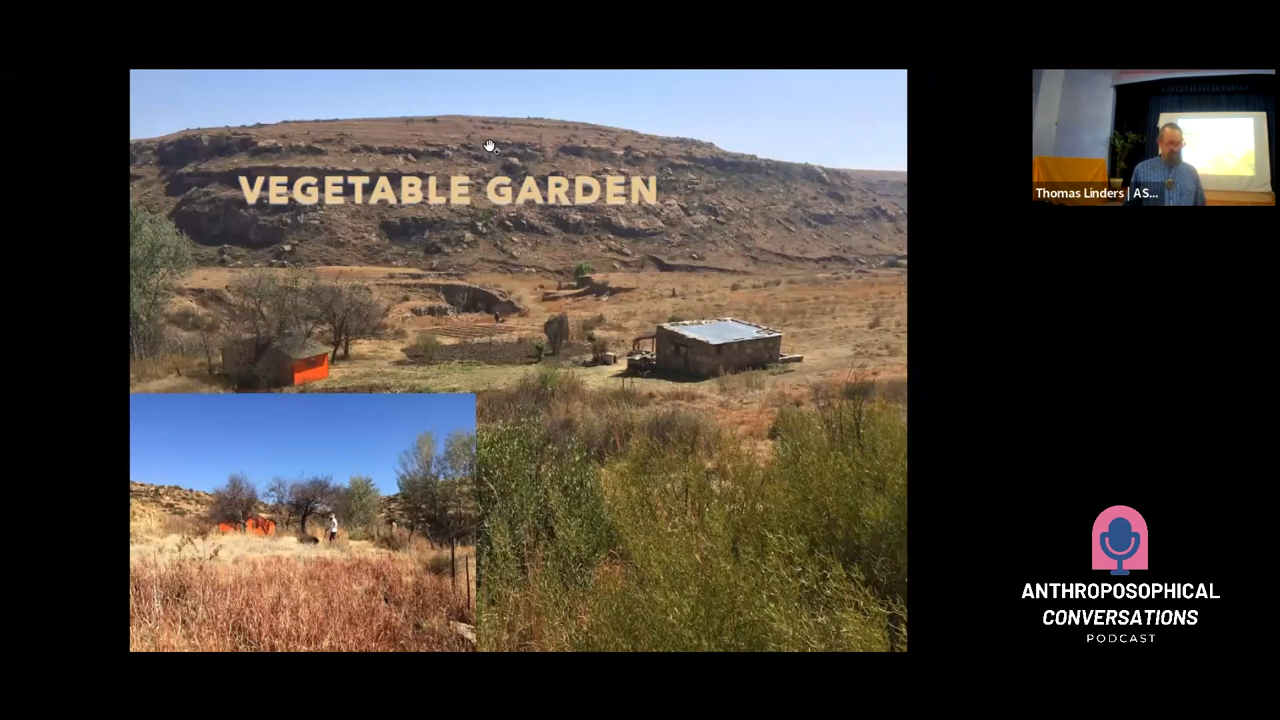 VEGETABLE GARDEN
Thomas Linders | AS...
ANTHROPOSOPHICAL
CONVERSATIONS
PODCAST